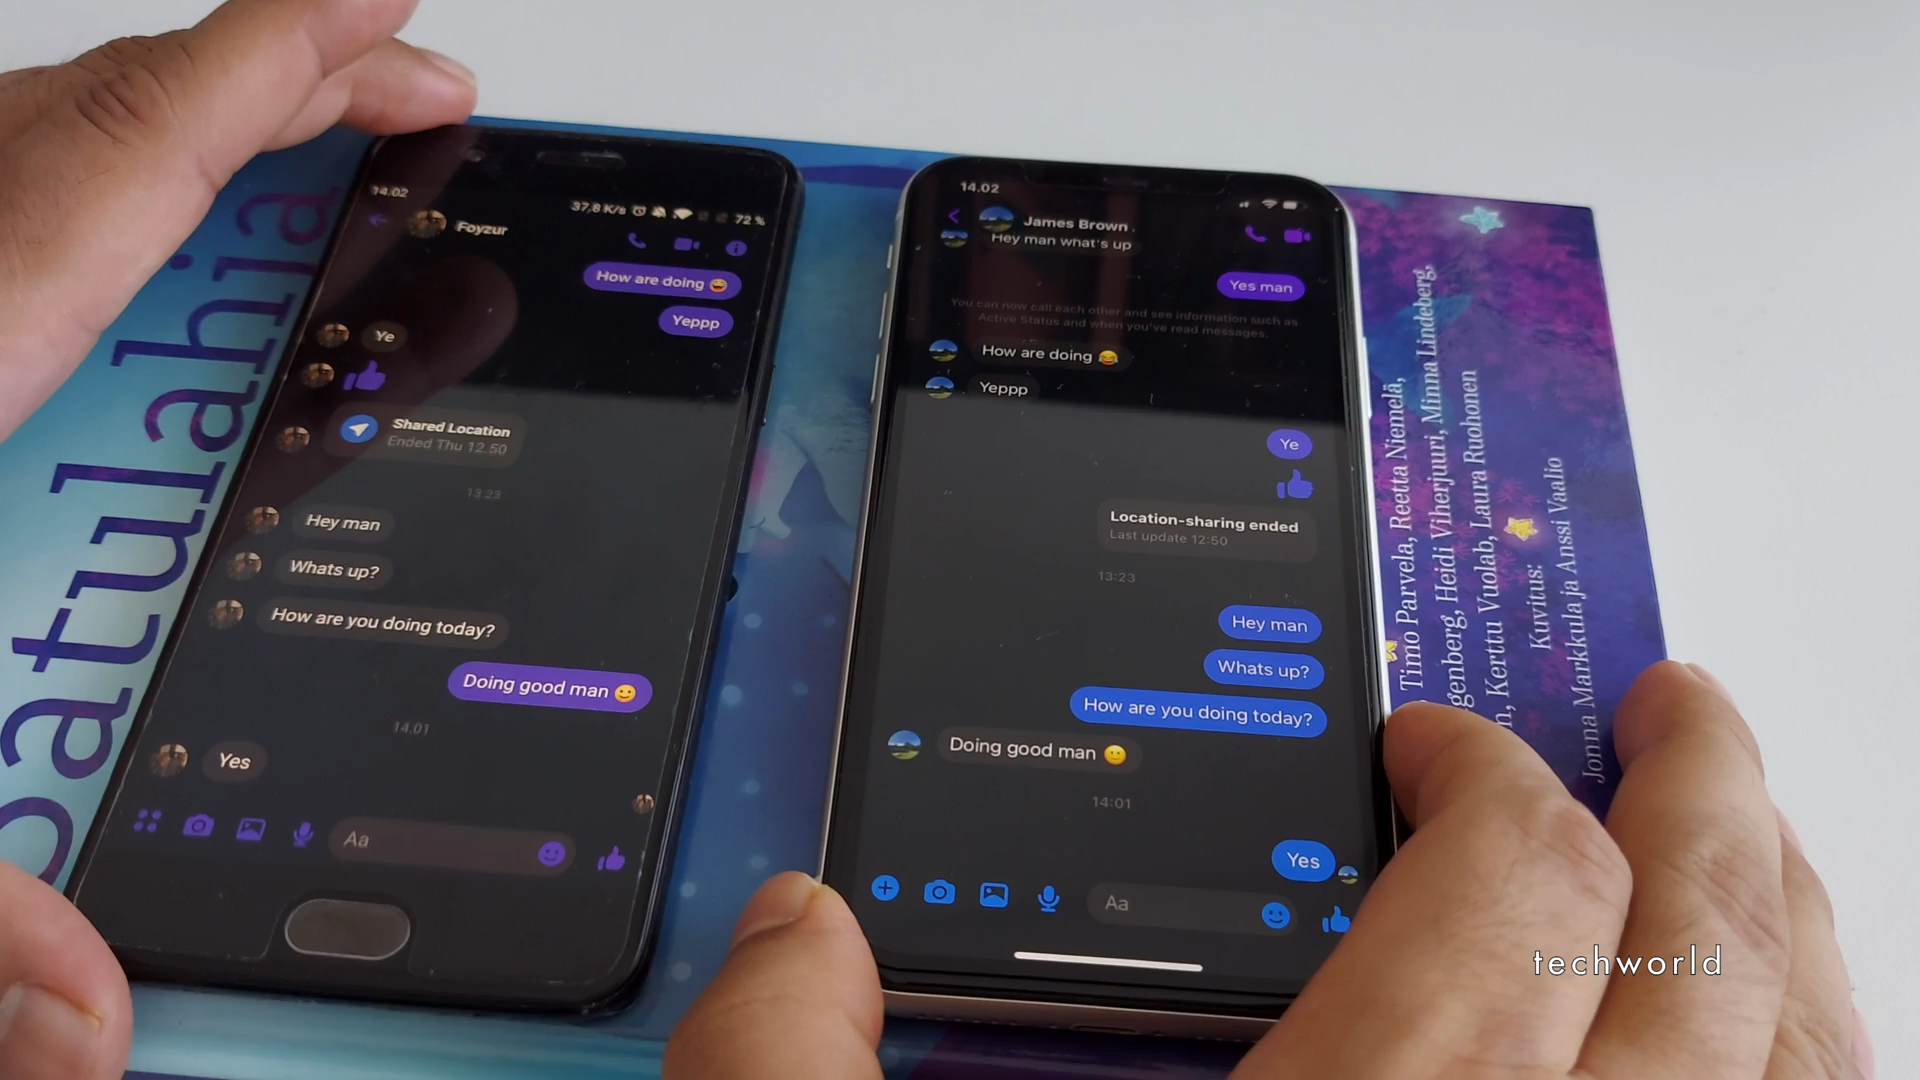 Satulahia
14.02
37,8 K/s
72 %
Foyzur
How are doing 😜
Yeppp
Ye
Shared Location
Ended Thu 12.50
13.23
Hey man
Whats up?
How are you doing today?
Doing good man 🙂
14.01
Yes
Aa
14.02
James Brown
Hey man what's up
Yes man
You can now call each other and see information such as
Active Status and when you've read messages.
How are doing 😂
Yeppp
Ye
Location-sharing ended
Last update 12:50
13:23
Hey man
Whats up?
How are you doing today?
Doing good man 🙂
14:01
Yes
Aa
Timo Parvela, Reetta Niemelä,
genberg, Heidi Viherjuuri, Minna Lindeberg,
n, Kerttu Vuolab, Laura Ruohonen
Kuvitus:
Jonna Markkula ja Anssi Vaalio
techworld